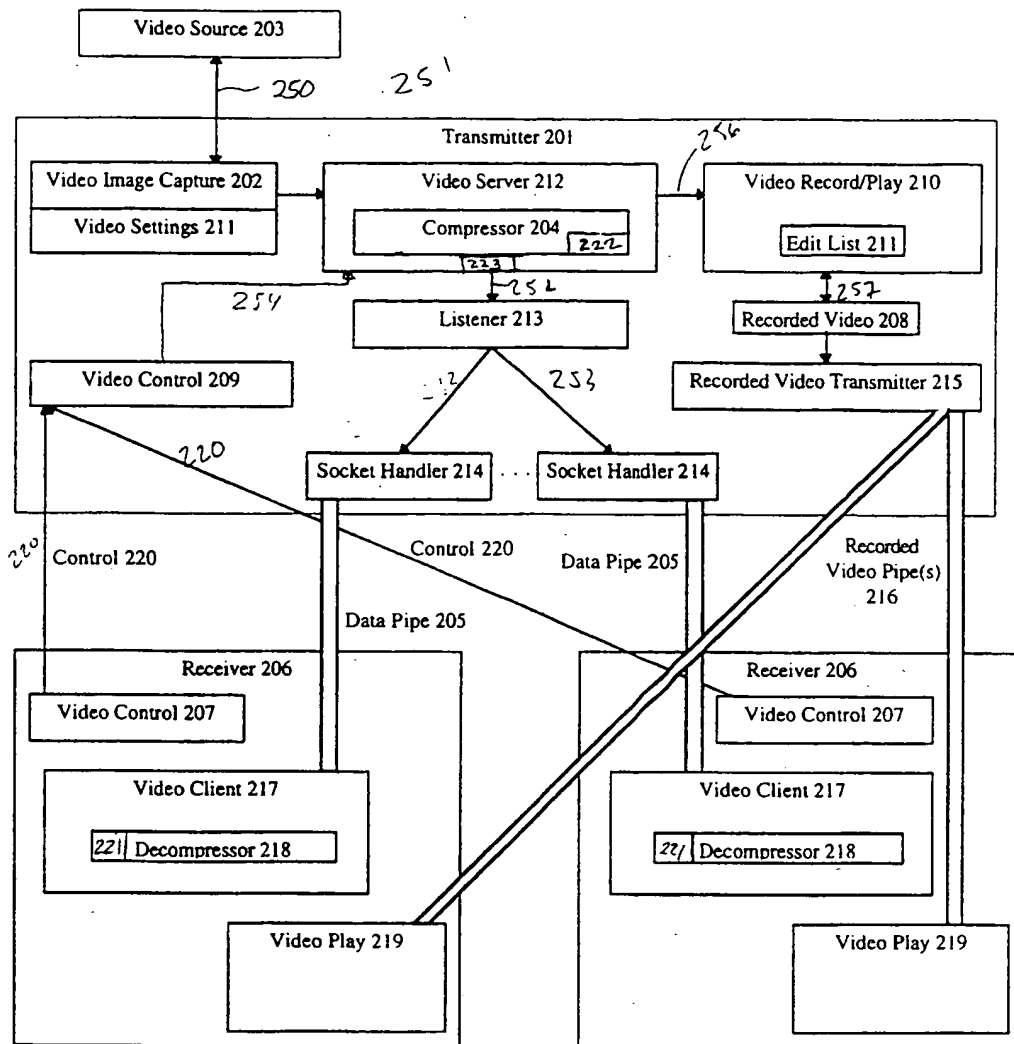 Video Source 203
250
251
Transmitter 201
256
Video Image Capture 202
Video Settings 211
Video Server 212
Compressor 204
222
223
Video Record/Play 210
Edit List 211
254
252
257
Listener 213
Recorded Video 208
Video Control 209
253
Recorded Video Transmitter 215
220
Socket Handler 214
. . .
Socket Handler 214
220
Control 220
Control 220
Data Pipe 205
Recorded
Video Pipe(s)
216
Data Pipe 205
Receiver 206
Receiver 206
Video Control 207
Video Control 207
Video Client 217
Video Client 217
221
Decompressor 218
221
Decompressor 218
Video Play 219
Video Play 219